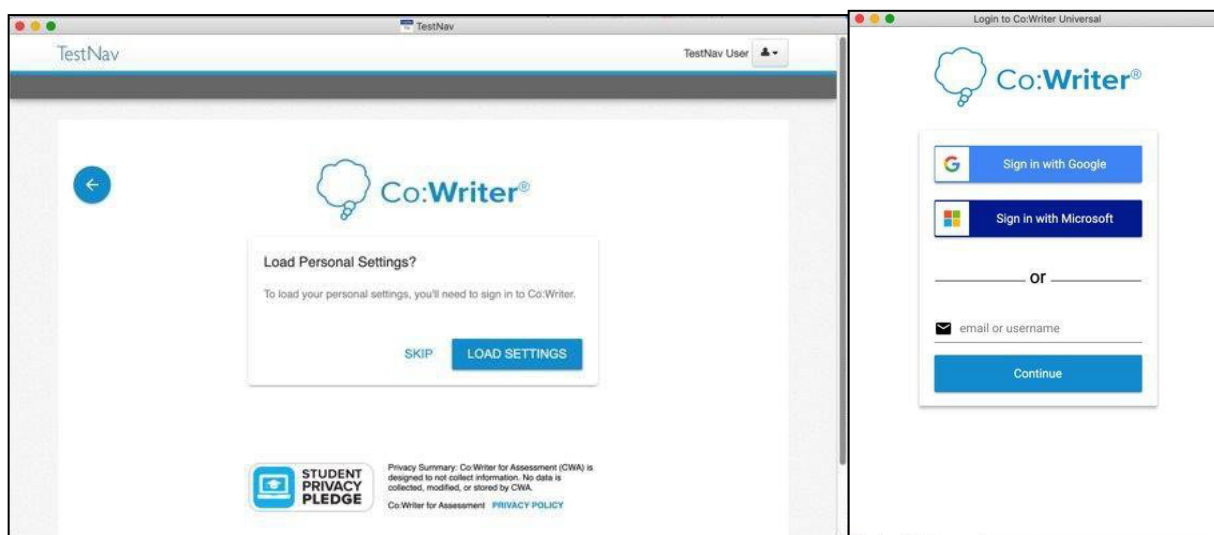 TestNav
TestNav
TestNav User
Co:Writer®
Load Personal Settings?
To load your personal settings, you'll need to sign in to Co:Writer.
SKIP
LOAD SETTINGS
STUDENT
PRIVACY
PLEDGE
Privacy Summary: Co:Writer for Assessment (CWA) is
designed to not collect information. No data is
collected, modified, or stored by CWA.
Co:Writer for Assessment PRIVACY POLICY
Login to Co:Writer Universal
Co:Writer®
Sign in with Google
Sign in with Microsoft
or
email or username
Continue